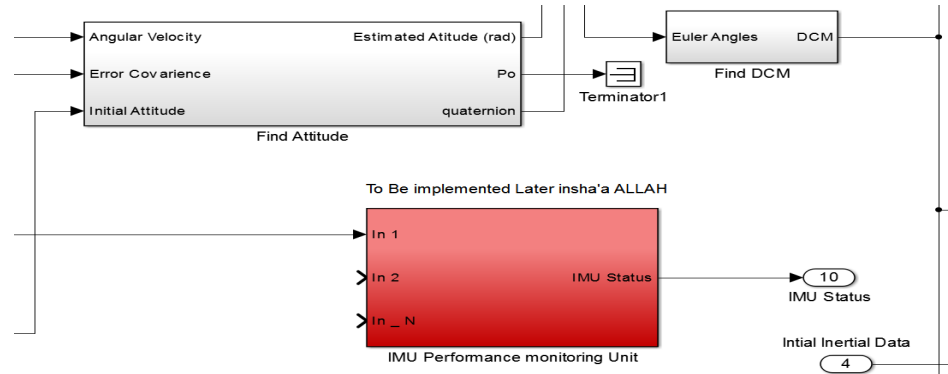 Angular Velocity
Estimated Atitude (rad)
Error Covarience
Po
Initial Attitude
quaternion
Find Attitude
Terminator1
Euler Angles
DCM
Find DCM
To Be implemented Later insha'a ALLAH
In 1
In 2
IMU Status
In _ N
IMU Performance monitoring Unit
10
IMU Status
Intial Inertial Data
4